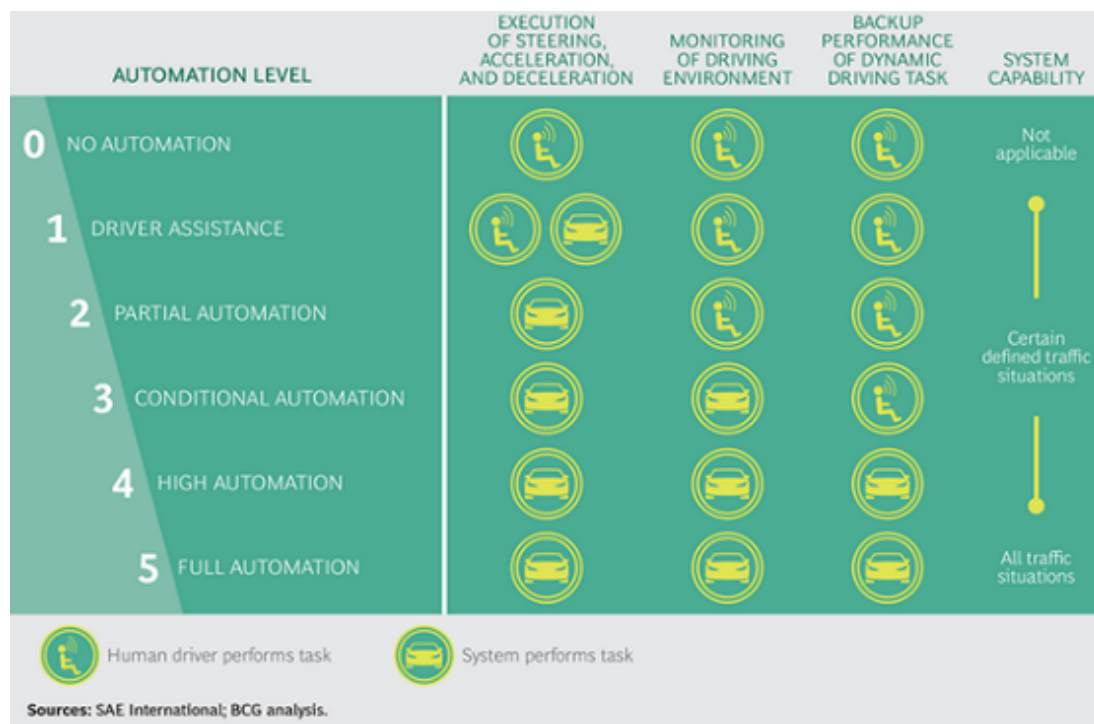 AUTOMATION LEVEL
EXECUTION
OF STEERING,
ACCELERATION,
AND DECELERATION
MONITORING
OF DRIVING
ENVIRONMENT
BACKUP
PERFORMANCE
OF DYNAMIC
DRIVING TASK
SYSTEM
CAPABILITY
0 NO AUTOMATION
Not
applicable
1 DRIVER ASSISTANCE
2 PARTIAL AUTOMATION
Certain
defined traffic
situations
3 CONDITIONAL AUTOMATION
4 HIGH AUTOMATION
5 FULL AUTOMATION
All traffic
situations
Human driver performs task
System performs task
Sources: SAE International; BCG analysis.